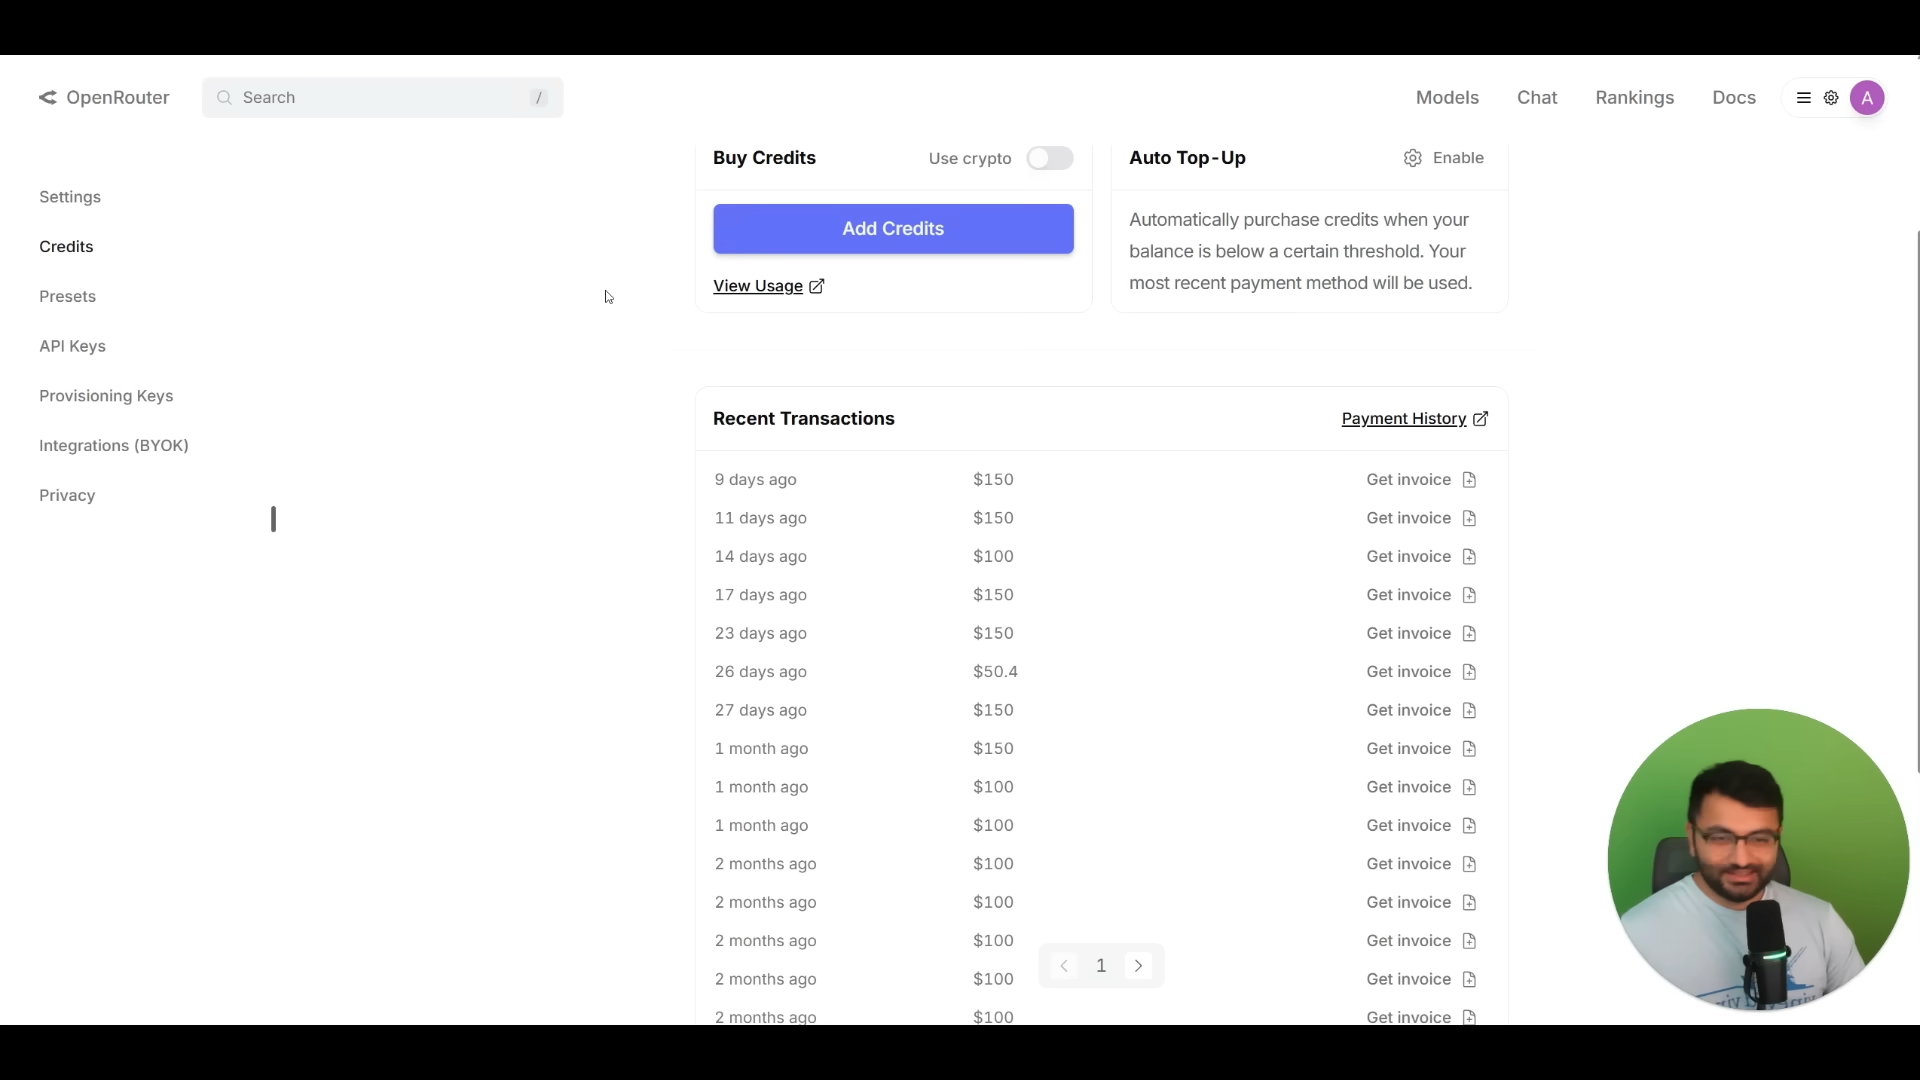 OpenRouter
Search
/
Models
Chat
Rankings
Docs
A
Settings
Credits
Presets
API Keys
Provisioning Keys
Integrations (BYOK)
Privacy
Buy Credits
Use crypto
Add Credits
View Usage
Auto Top-Up
Enable
Automatically purchase credits when your
balance is below a certain threshold. Your
most recent payment method will be used.
Recent Transactions
Payment History
9 days ago $150 Get invoice
11 days ago $150 Get invoice
14 days ago $100 Get invoice
17 days ago $150 Get invoice
23 days ago $150 Get invoice
26 days ago $50.4 Get invoice
27 days ago $150 Get invoice
1 month ago $150 Get invoice
1 month ago $100 Get invoice
1 month ago $100 Get invoice
2 months ago $100 Get invoice
2 months ago $100 Get invoice
2 months ago $100 Get invoice
2 months ago $100 Get invoice
2 months ago $100 Get invoice
1